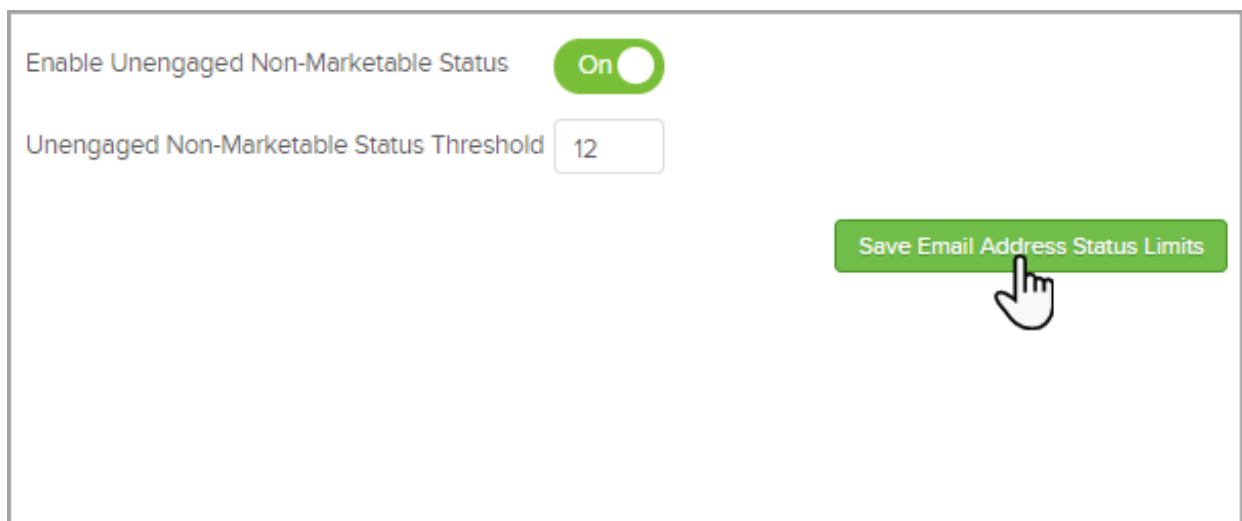 Enable Unengaged Non-Marketable Status On
Unengaged Non-Marketable Status Threshold 12
Save Email Address Status Limits